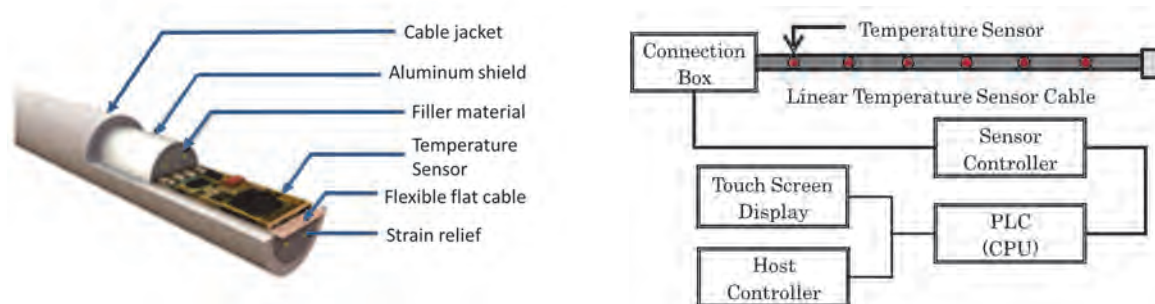 Cable jacket
Aluminum shield
Filler material
Temperature
Sensor
Flexible flat cable
Strain relief
Temperature Sensor
Connection
Box
Linear Temperature Sensor Cable
Sensor
Controller
Touch Screen
Display
PLC
(CPU)
Host
Controller